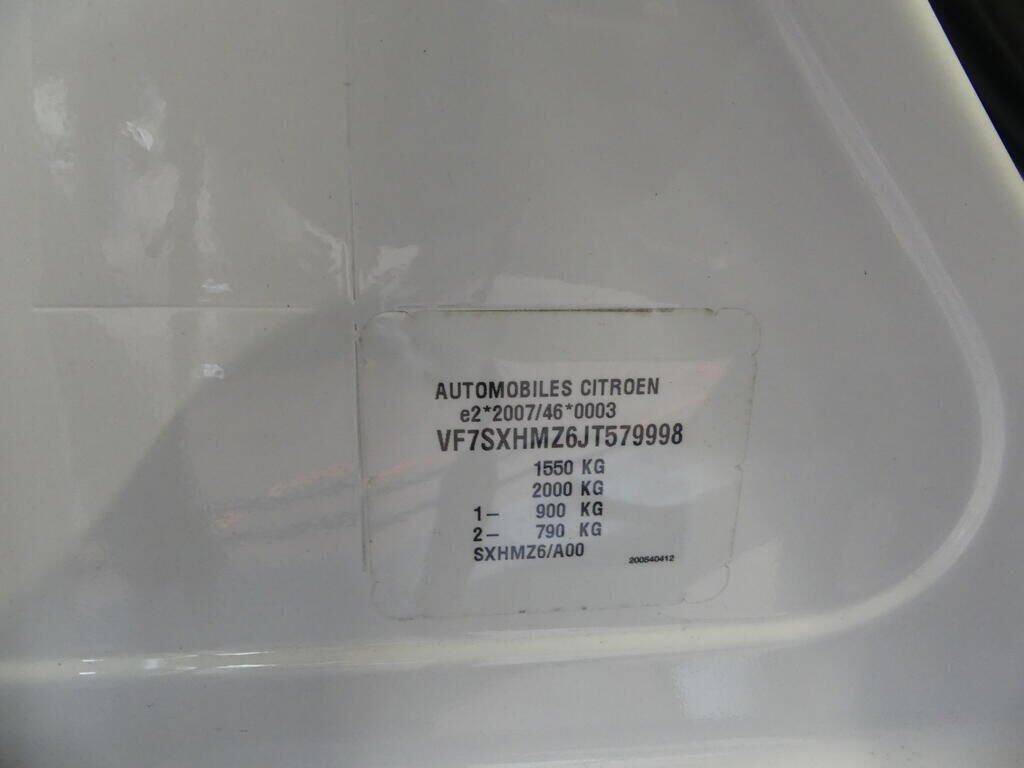 AUTOMOBILES CITROEN
e2*2007/46*0003
VF7SXHMZ6JT579998
1550 KG
2000 KG
1– 900 KG
2– 790 KG
SXHMZ6/A00
200540412